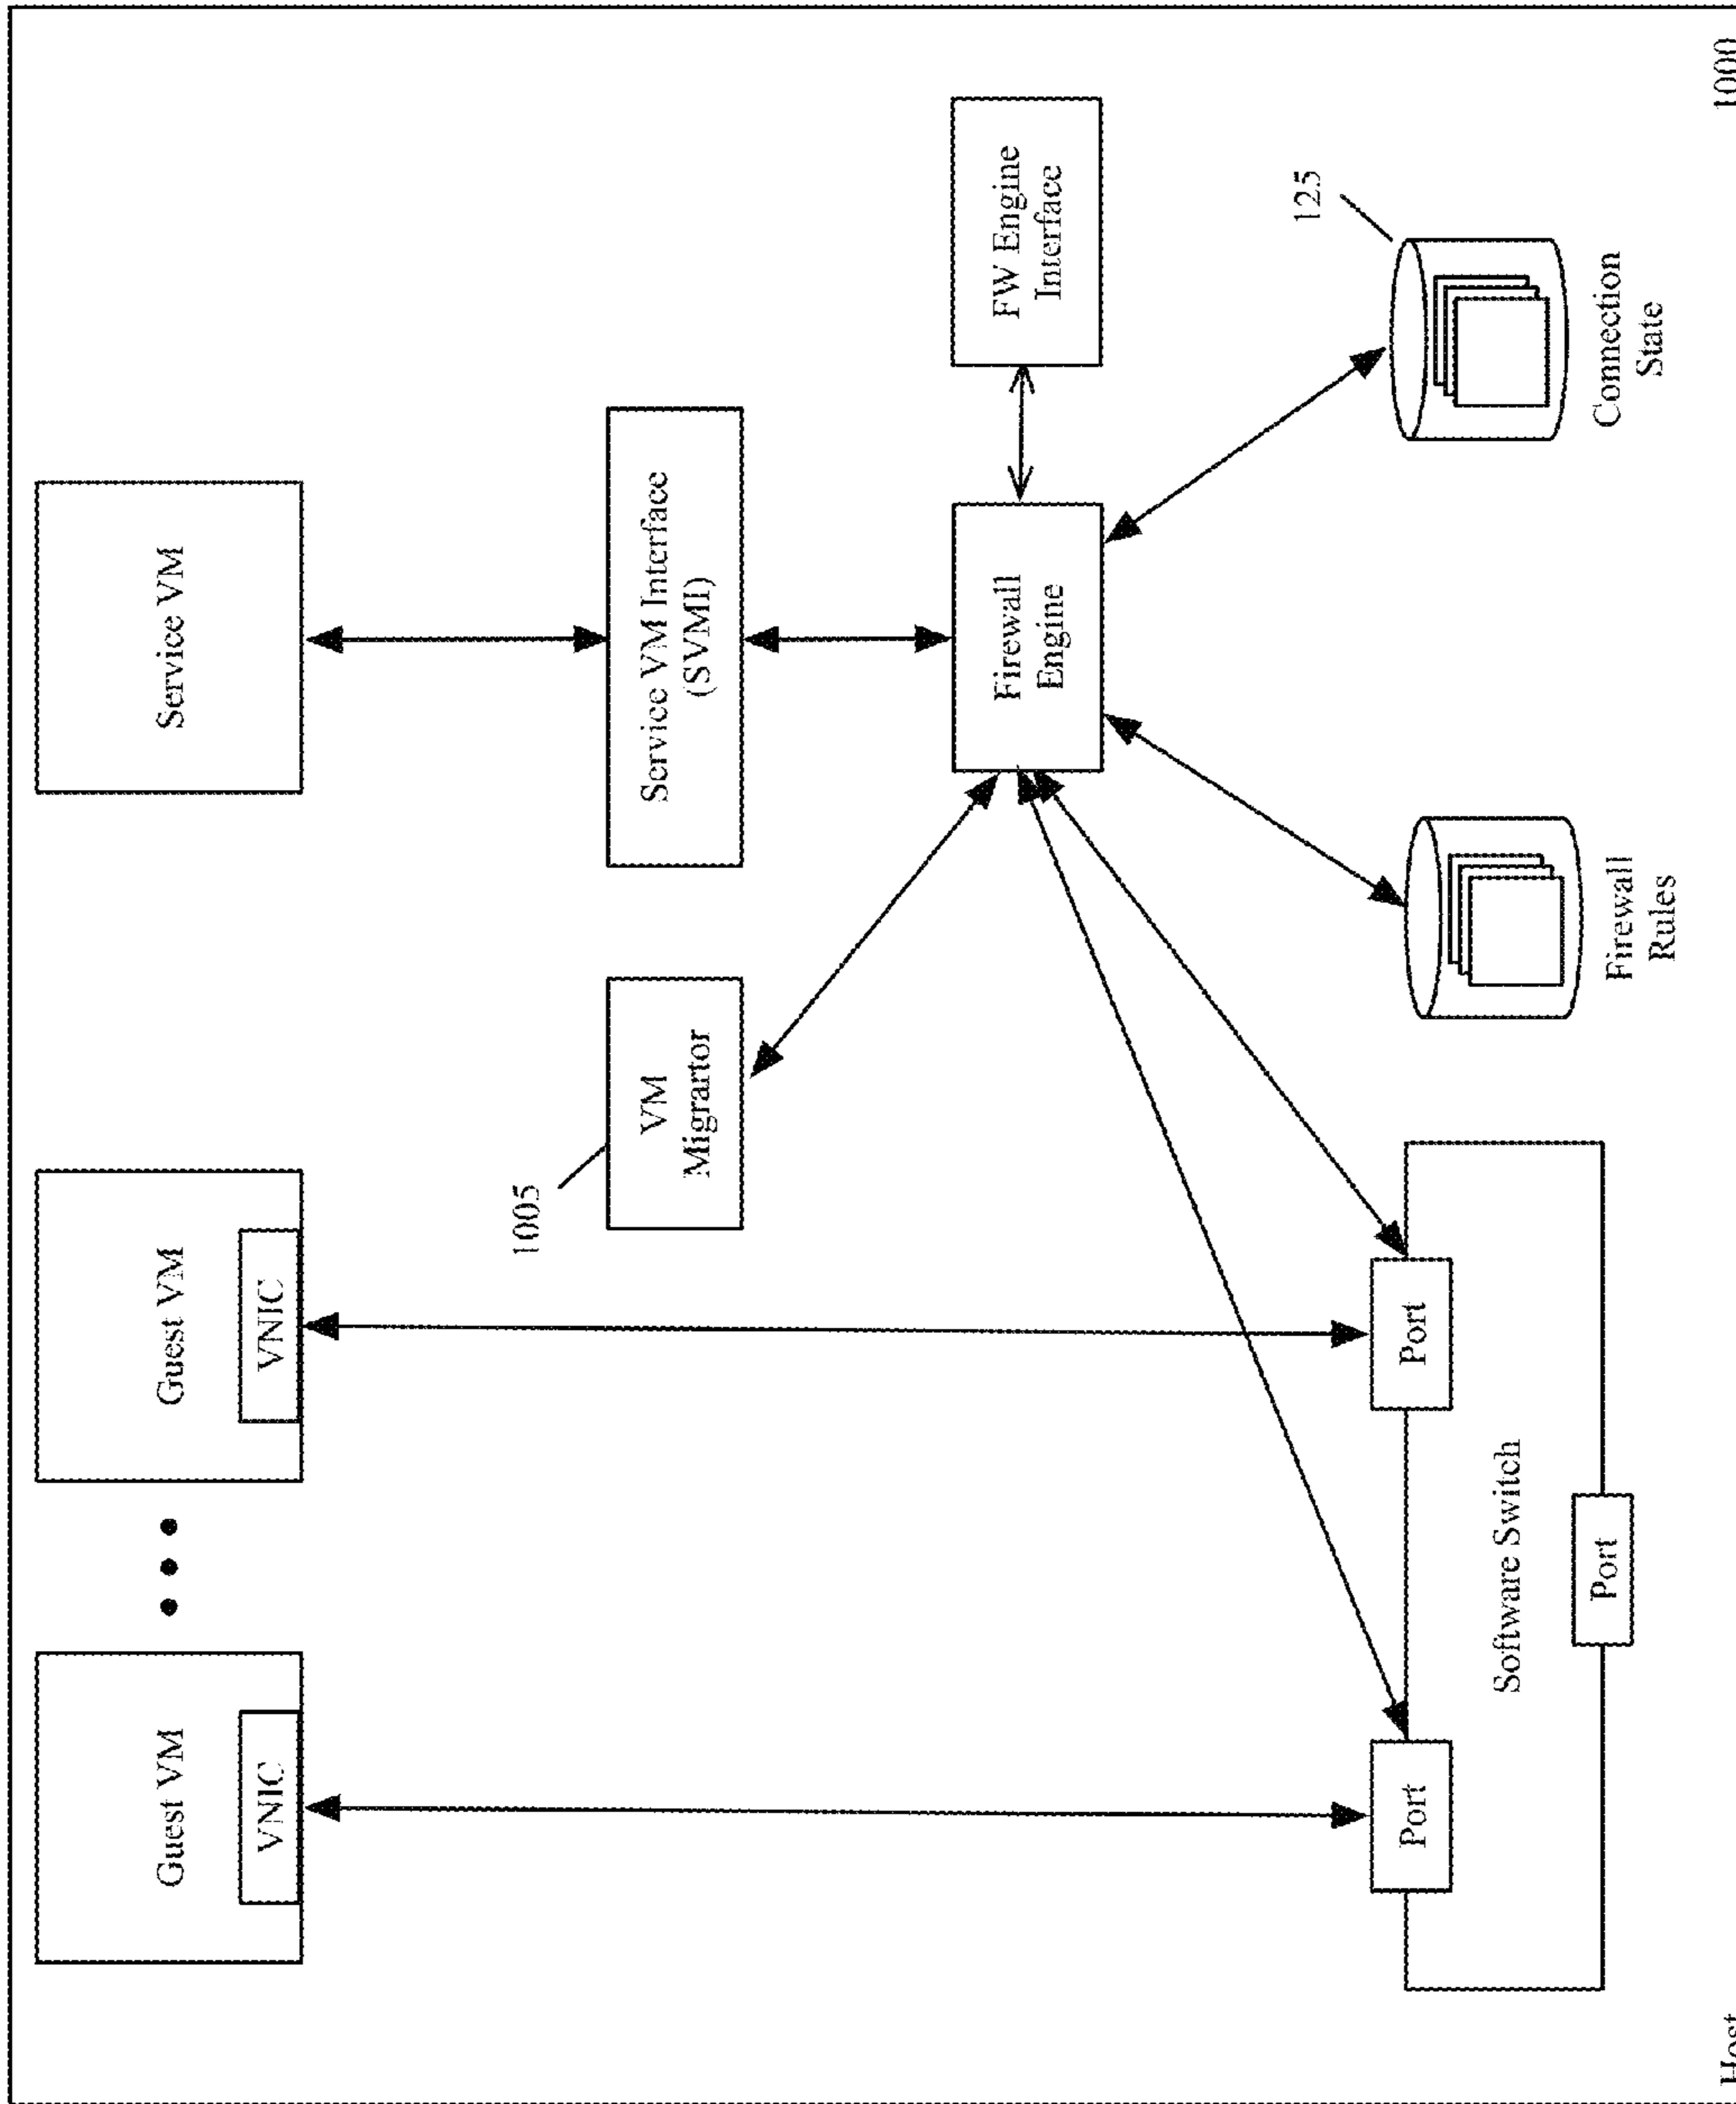 Guest VM
VNIC
Guest VM
VNIC
Service VM
1005
VM
Migrartor
Service VM Interface
(SVMI)
Firewall
Engine
FW Engine
Interface
125
Port
Port
Software Switch
Port
Firewall
Rules
Connection
State
Host
1000